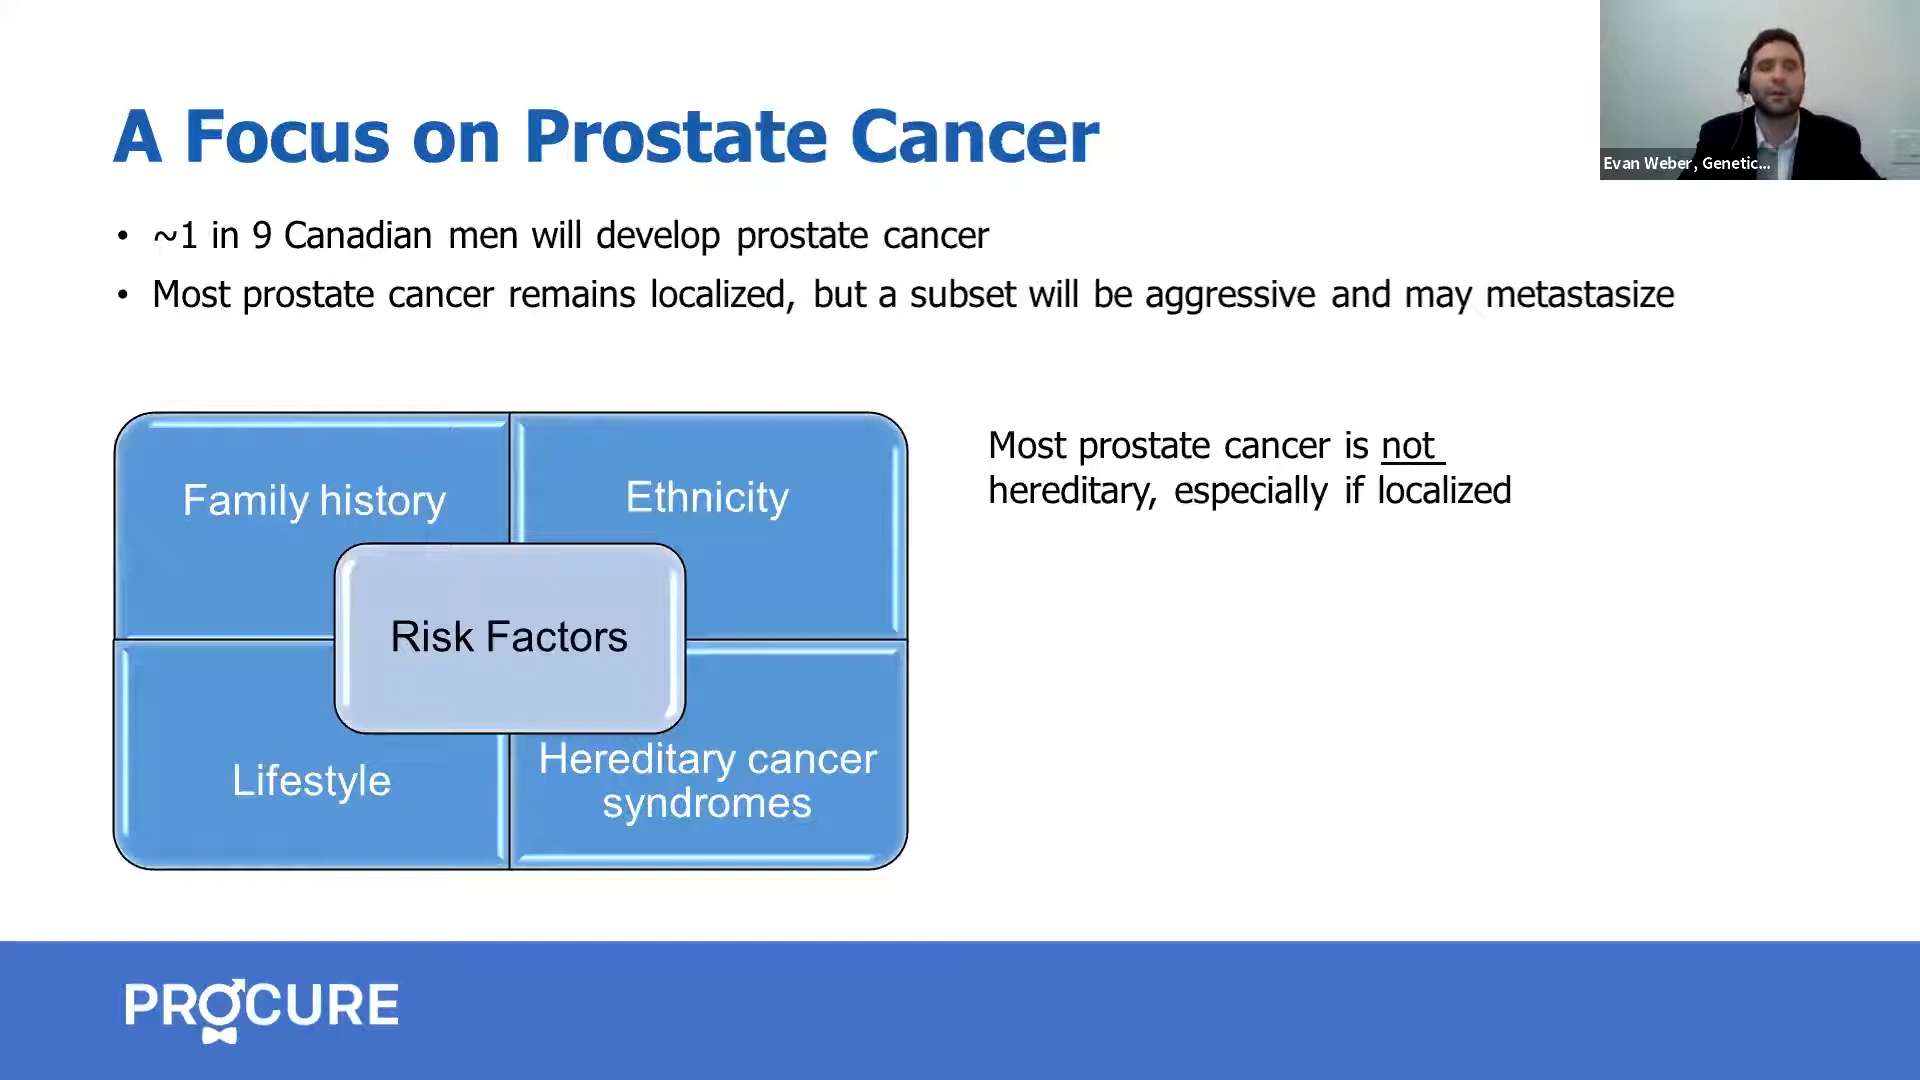 A Focus on Prostate Cancer
Evan Weber, Genetic...
• ~1 in 9 Canadian men will develop prostate cancer
• Most prostate cancer remains localized, but a subset will be aggressive and may metastasize
Family history
Ethnicity
Risk Factors
Lifestyle
Hereditary cancer
syndromes
Most prostate cancer is not
hereditary, especially if localized
PROCURE